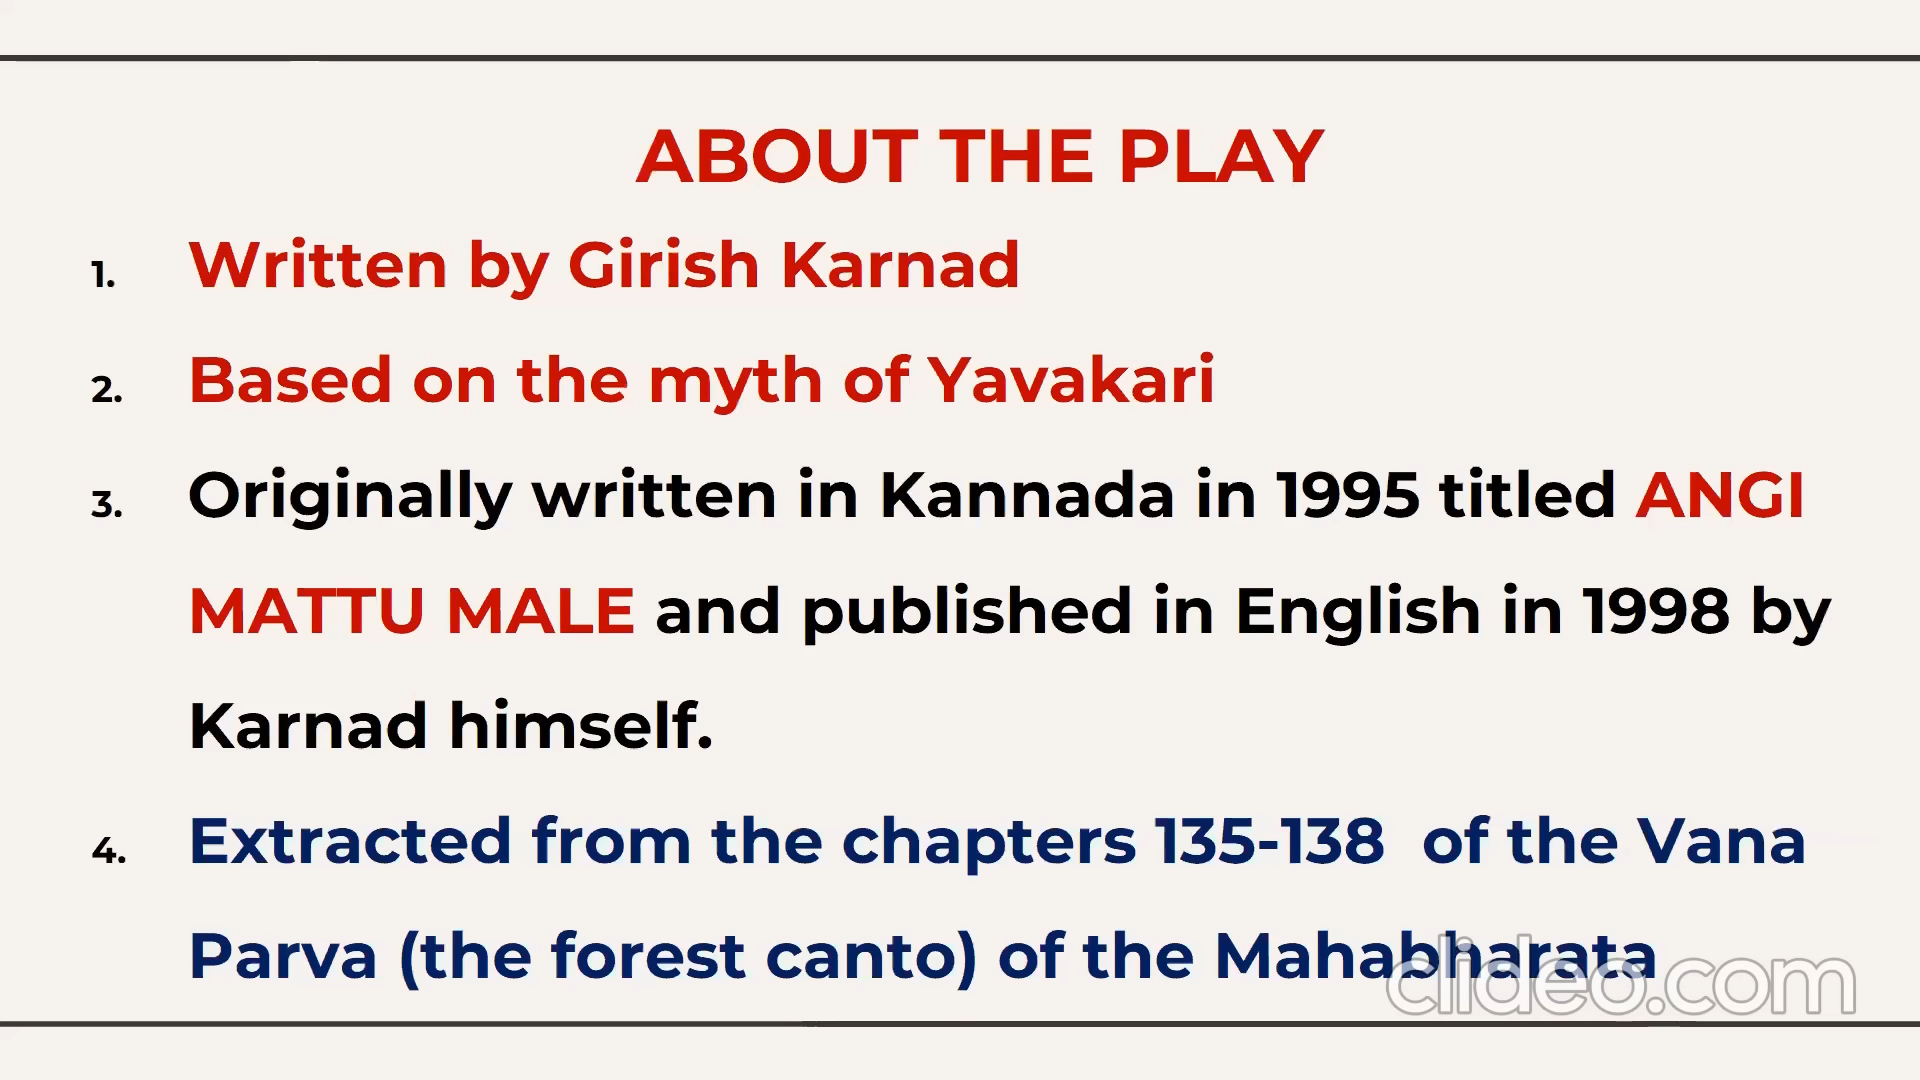 ABOUT THE PLAY
1. Written by Girish Karnad
2. Based on the myth of Yavakari
3. Originally written in Kannada in 1995 titled ANGI
MATTU MALE and published in English in 1998 by
Karnad himself.
4. Extracted from the chapters 135-138 of the Vana
Parva (the forest canto) of the Mahabharata
clideo.com